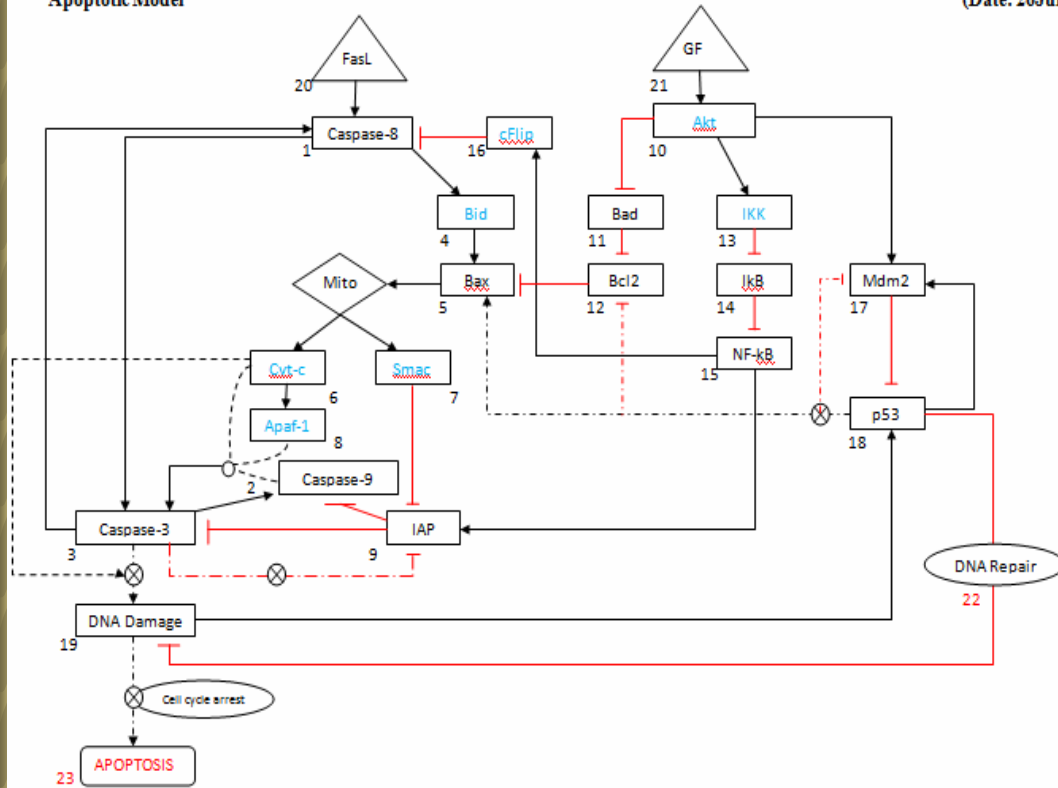 Apoptotic Model
(Date: 20Jul
FasL
GF
20
21
Caspase-8
cFlip
Akt
1
16
10
Bid
Bad
IKK
4
11
13
Mito
Bax
Bcl2
IkB
Mdm2
5
12
14
17
Cyt-c
Smac
NF-kB
6
7
15
Apaf-1
p53
8
18
2
Caspase-9
Caspase-3
IAP
3
9
DNA Repair
22
DNA Damage
19
Cell cycle arrest
APOPTOSIS
23